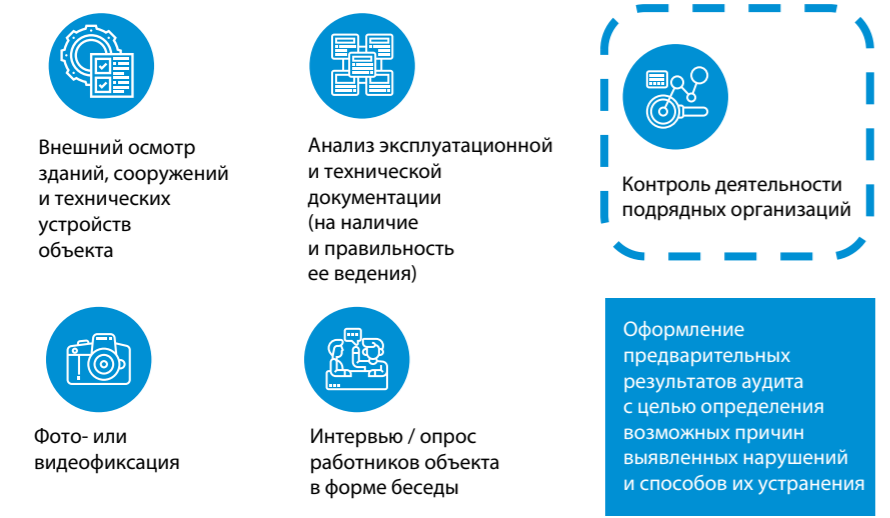 Внешний осмотр
зданий, сооружений
и технических
устройств
объекта
Анализ эксплуатационной
и технической
документации
(на наличие
и правильность
ее ведения)
Контроль деятельности
подрядных организаций
Фото- или
видеофиксация
Интервью / опрос
работников объекта
в форме беседы
Оформление
предварительных
результатов аудита
с целью определения
возможных причин
выявленных нарушений
и способов их устранения